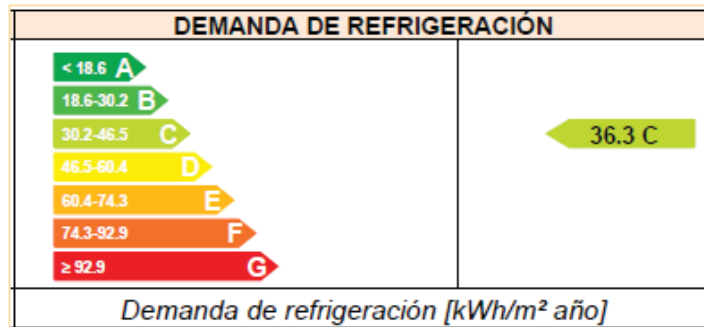 DEMANDA DE REFRIGERACIÓN
< 18.6 A
18.6-30.2 B
30.2-46.5 C
36.3 C
46.5-60.4 D
60.4-74.3 E
74.3-92.9 F
≥ 92.9 G
Demanda de refrigeración [kWh/m² año]